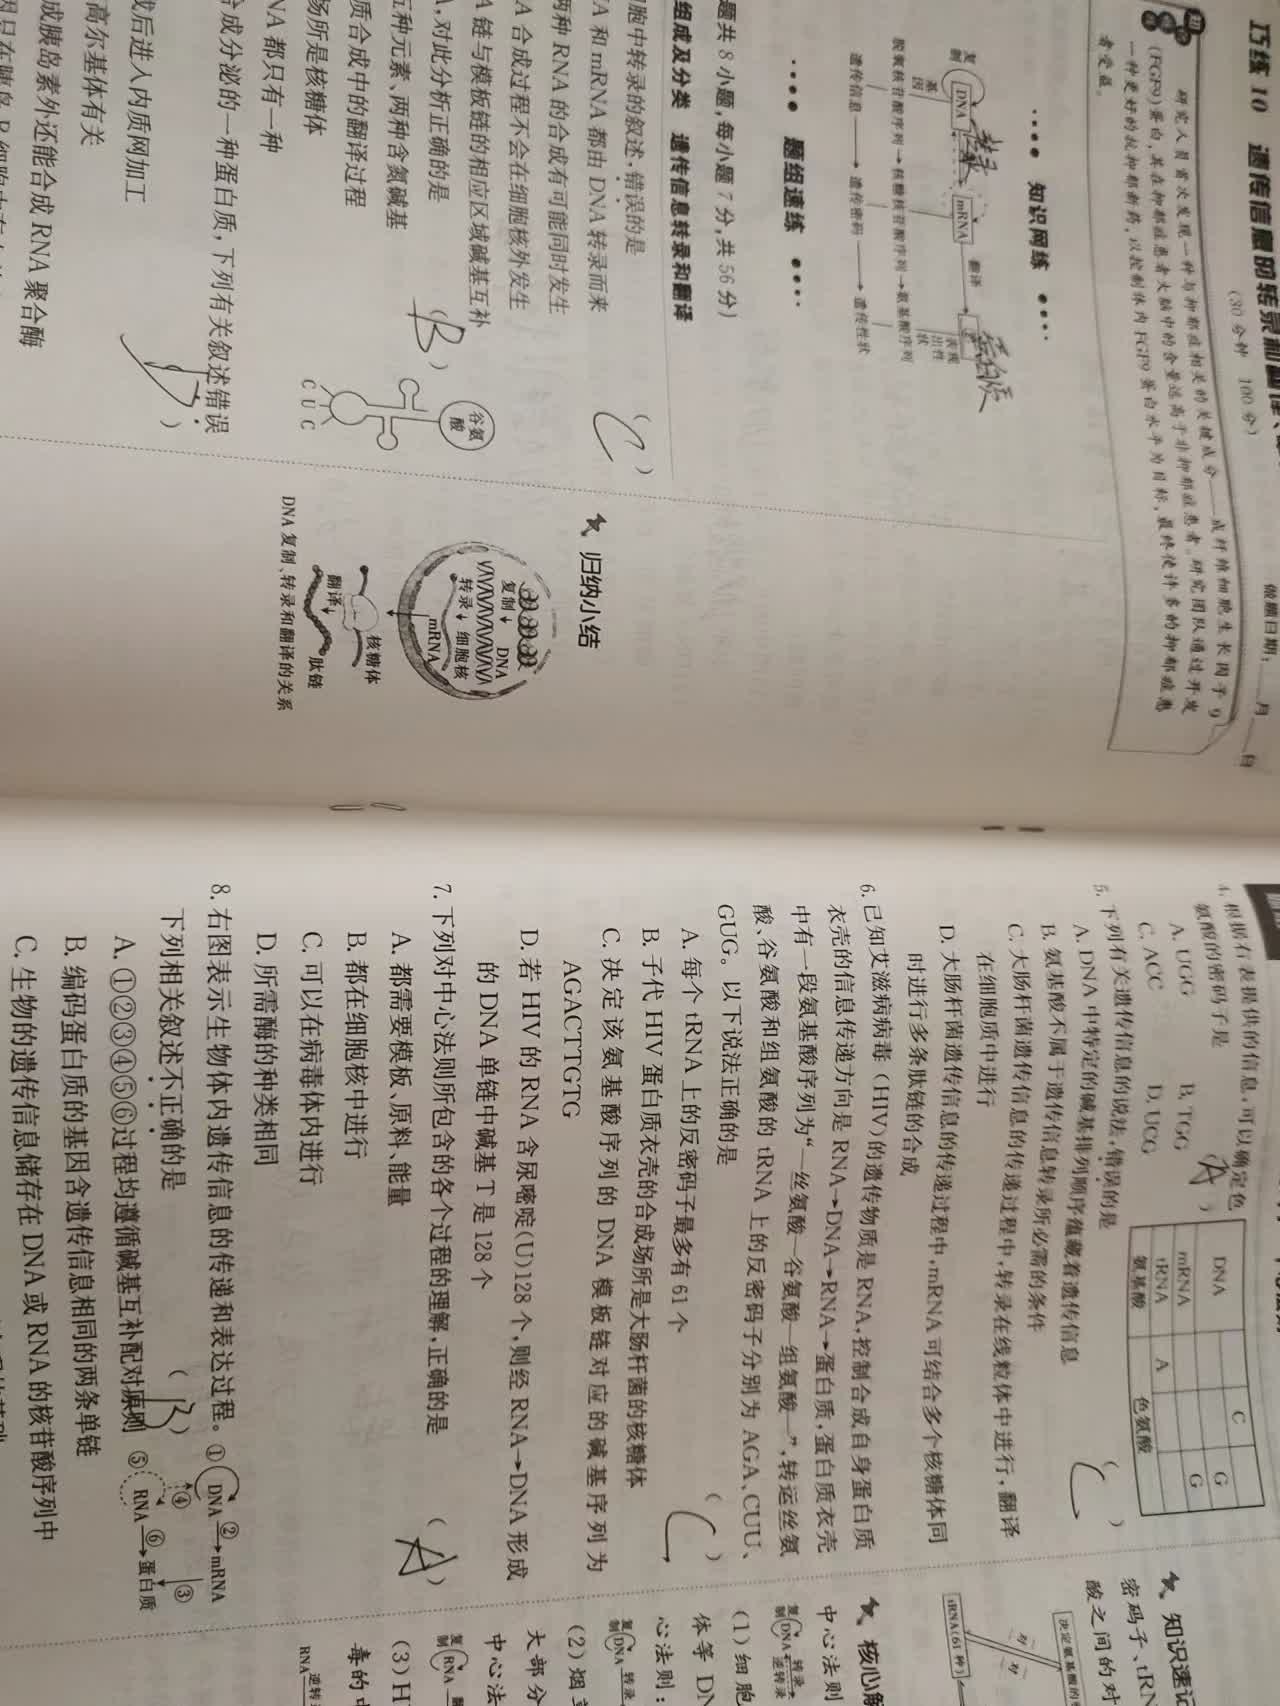 巧练 10 遗传信息的转录和翻译
(30 分钟 100 分)
做题日期: 月 日
研究人员首次发现一种与抑郁症相关的关键成分——成纤维细胞生长因子 9
(FGF9)蛋白,其在抑郁症患者大脑中的含量远高于非抑郁症患者。研究团队通过开发
一种更好的抗抑郁新药,以控制体内 FGF9 蛋白水平为目标,最终使许多的抑郁症患
者受益。
知识网练
复制
DNA
转录
mRNA
翻译
蛋白质
表现出性状
基因
脱氧核苷酸序列→核糖核苷酸序列→氨基酸序列
遗传信息→遗传密码→遗传性状
题组速练
题共 8 小题,每小题 7 分,共 56 分)
组成及分类 遗传信息转录和翻译
胞中转录的叙述,错误的是
(C)
A 和 mRNA 都由 DNA 转录而来
两种 RNA 的合成有可能同时发生
A 合成过程不会在细胞核外发生
A 链与模板链的相应区域碱基互补
A,对此分析正确的是
(B)
五种元素、两种含氮碱基
质合成中的翻译过程
场所是核糖体
NA 都只有一种
谷氨酸
C U C
合成分泌的一种蛋白质,下列有关叙述错误
(D)
成后进入内质网加工
高尔基体有关
成胰岛素外还能合成 RNA 聚合酶
归纳小结
复制
DNA
转录
细胞核
mRNA
核糖体
翻译
肽链
DNA 复制、转录和翻译的关系
4. 根据右表提供的信息,可以确定色
氨酸的密码子是
(A)
A. UGG B. TGG
C. ACC D. UCG
DNA C G
mRNA G
tRNA A
氨基酸 色氨酸
5. 下列有关遗传信息的说法,错误的是
(C)
A. DNA 中特定的碱基排列顺序蕴藏着遗传信息
B. 氨基酸不属于遗传信息转录所必需的条件
C. 大肠杆菌遗传信息的传递过程中,转录在线粒体中进行,翻译
在细胞质中进行
D. 大肠杆菌遗传信息的传递过程中,mRNA 可结合多个核糖体同
时进行多条肽链的合成
6. 已知艾滋病病毒(HIV)的遗传物质是 RNA,控制合成自身蛋白质
衣壳的信息传递方向是 RNA→DNA→RNA→蛋白质,蛋白质衣壳
中有一段氨基酸序列为“—丝氨酸—谷氨酸—组氨酸—”,转运丝氨
酸、谷氨酸和组氨酸的 tRNA 上的反密码子分别为 AGA、CUU、
GUG。以下说法正确的是
(C)
A. 每个 tRNA 上的反密码子最多有 61 个
B. 子代 HIV 蛋白质衣壳的合成场所是大肠杆菌的核糖体
C. 决定该氨基酸序列的 DNA 模板链对应的碱基序列为
AGACTTGTG
D. 若 HIV 的 RNA 含尿嘧啶(U)128 个,则经 RNA→DNA 形成
的 DNA 单链中碱基 T 是 128 个
7. 下列对中心法则所包含的各个过程的理解,正确的是
(A)
A. 都需要模板、原料、能量
B. 都在细胞核中进行
C. 可以在病毒体内进行
D. 所需酶的种类相同
8. 右图表示生物体内遗传信息的传递和表达过程。
下列相关叙述不正确的是
(B)
①DNA②→mRNA
④ ③
⑤RNA⑥→蛋白质
A. ①②③④⑤⑥过程均遵循碱基互补配对原则
B. 编码蛋白质的基因含遗传信息相同的两条单链
C. 生物的遗传信息储存在 DNA 或 RNA 的核苷酸序列中
知识速记
密码子、tR
酸之间的对
tRNA(61 种)
核心解
中心法则
复制DNA转录逆转录
(1)细胞
体等 DN
心法则:
复制DNA转录
(2)烟
大部分
中心法
复制RNA翻
(3)H
毒的中
RNA逆转